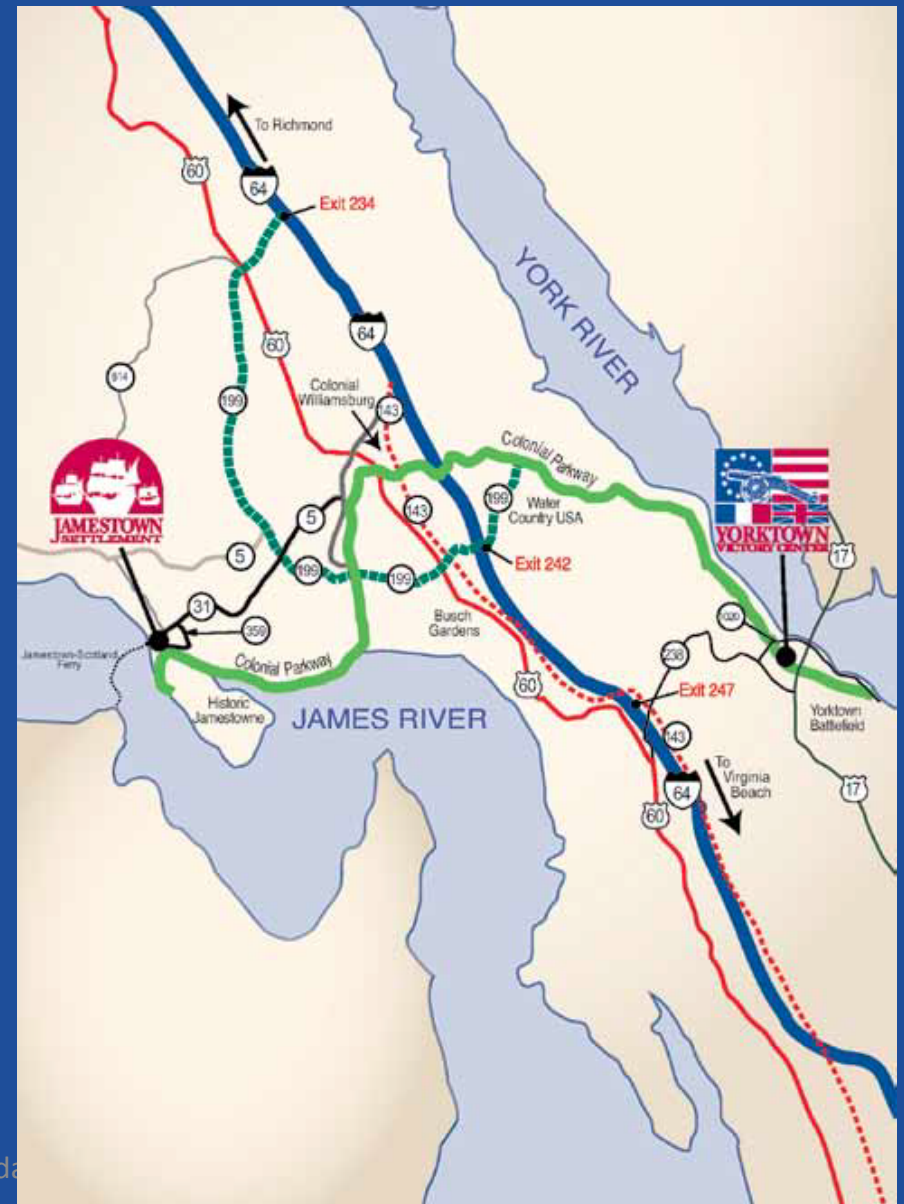 To Richmond
60
64
Exit 234
YORK RIVER
64
60
614
Colonial
Williamsburg
143
199
Colonial Parkway
JAMESTOWN
SETTLEMENT
YORKTOWN
VICTORY CENTER
199
Water
Country USA
143
5
5
17
Exit 242
199
199
31
359
Busch
Gardens
1020
238
Jamestown-Scotland
Ferry
Colonial Parkway
60
Exit 247
Historic
Jamestowne
JAMES RIVER
Yorktown
Battlefield
143
To
Virginia
Beach
64
17
60